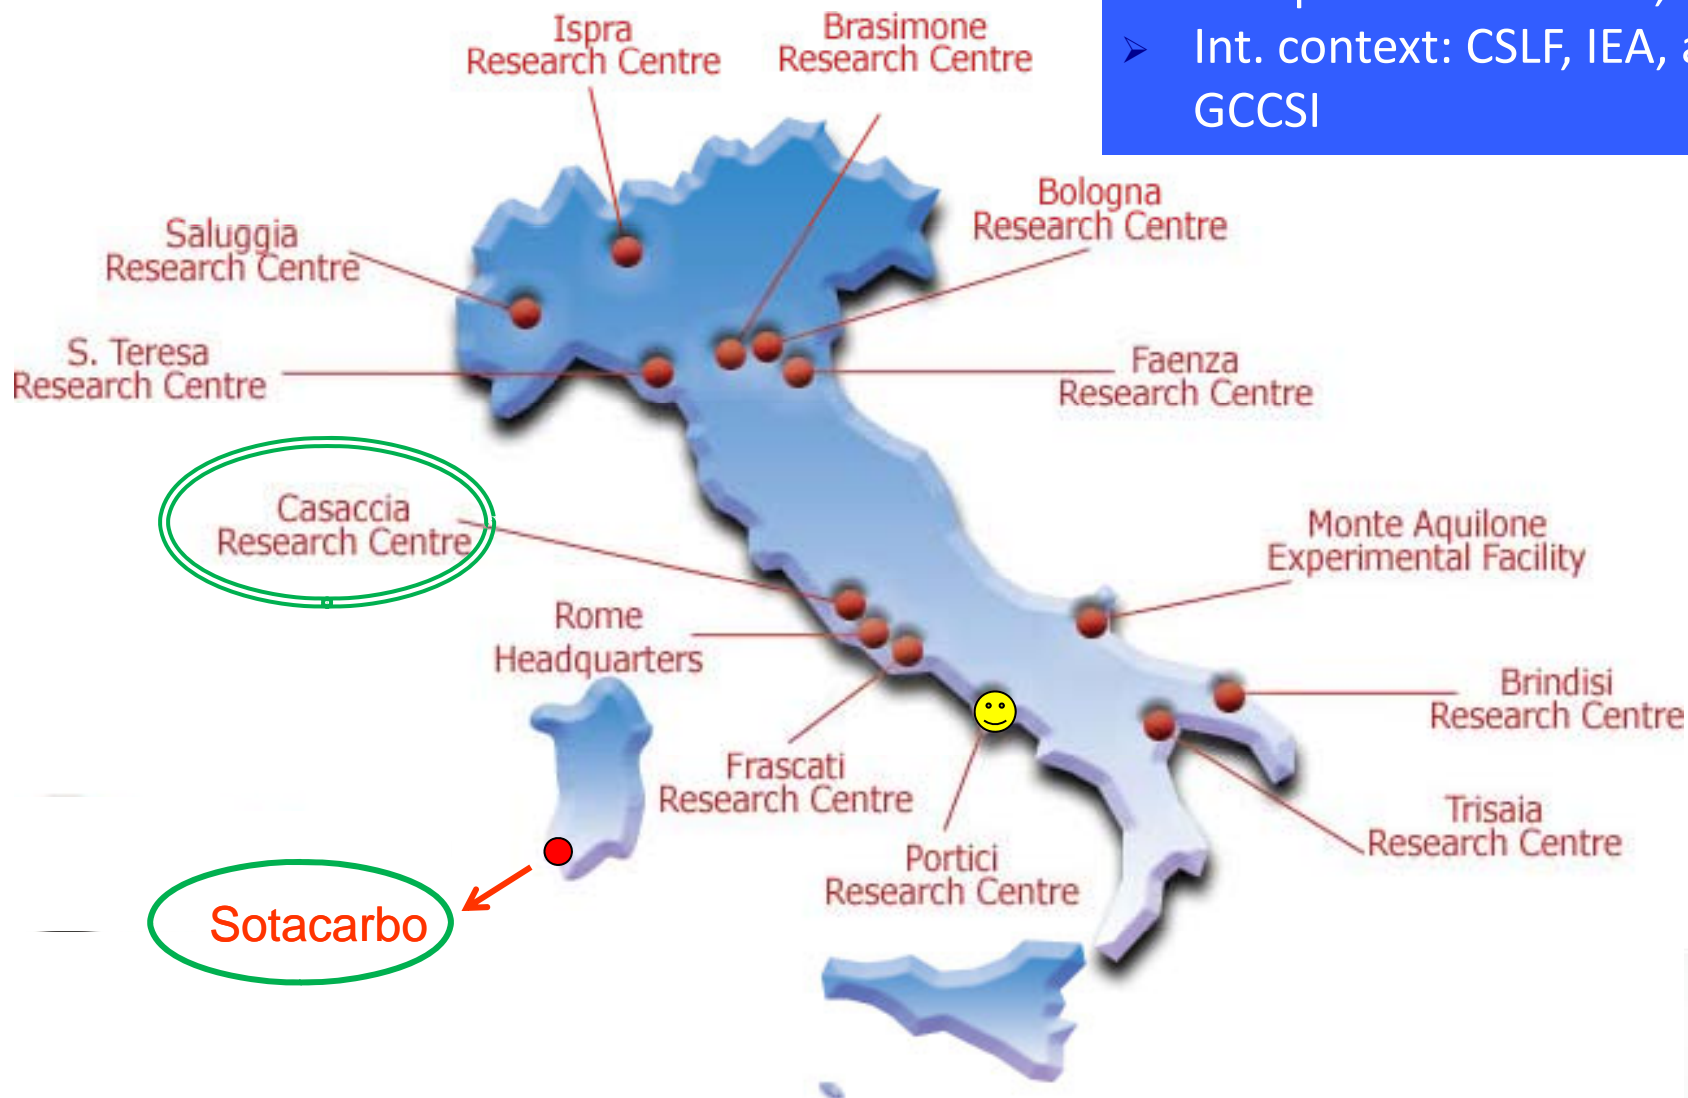 Int. context: CSLF, IEA,
GCCSI
Ispra
Research Centre
Brasimone
Research Centre
Bologna
Research Centre
Saluggia
Research Centre
S. Teresa
Research Centre
Faenza
Research Centre
Casaccia
Research Centre
Monte Aquilone
Experimental Facility
Rome
Headquarters
Brindisi
Research Centre
Frascati
Research Centre
Trisaia
Research Centre
Portici
Research Centre
Sotacarbo